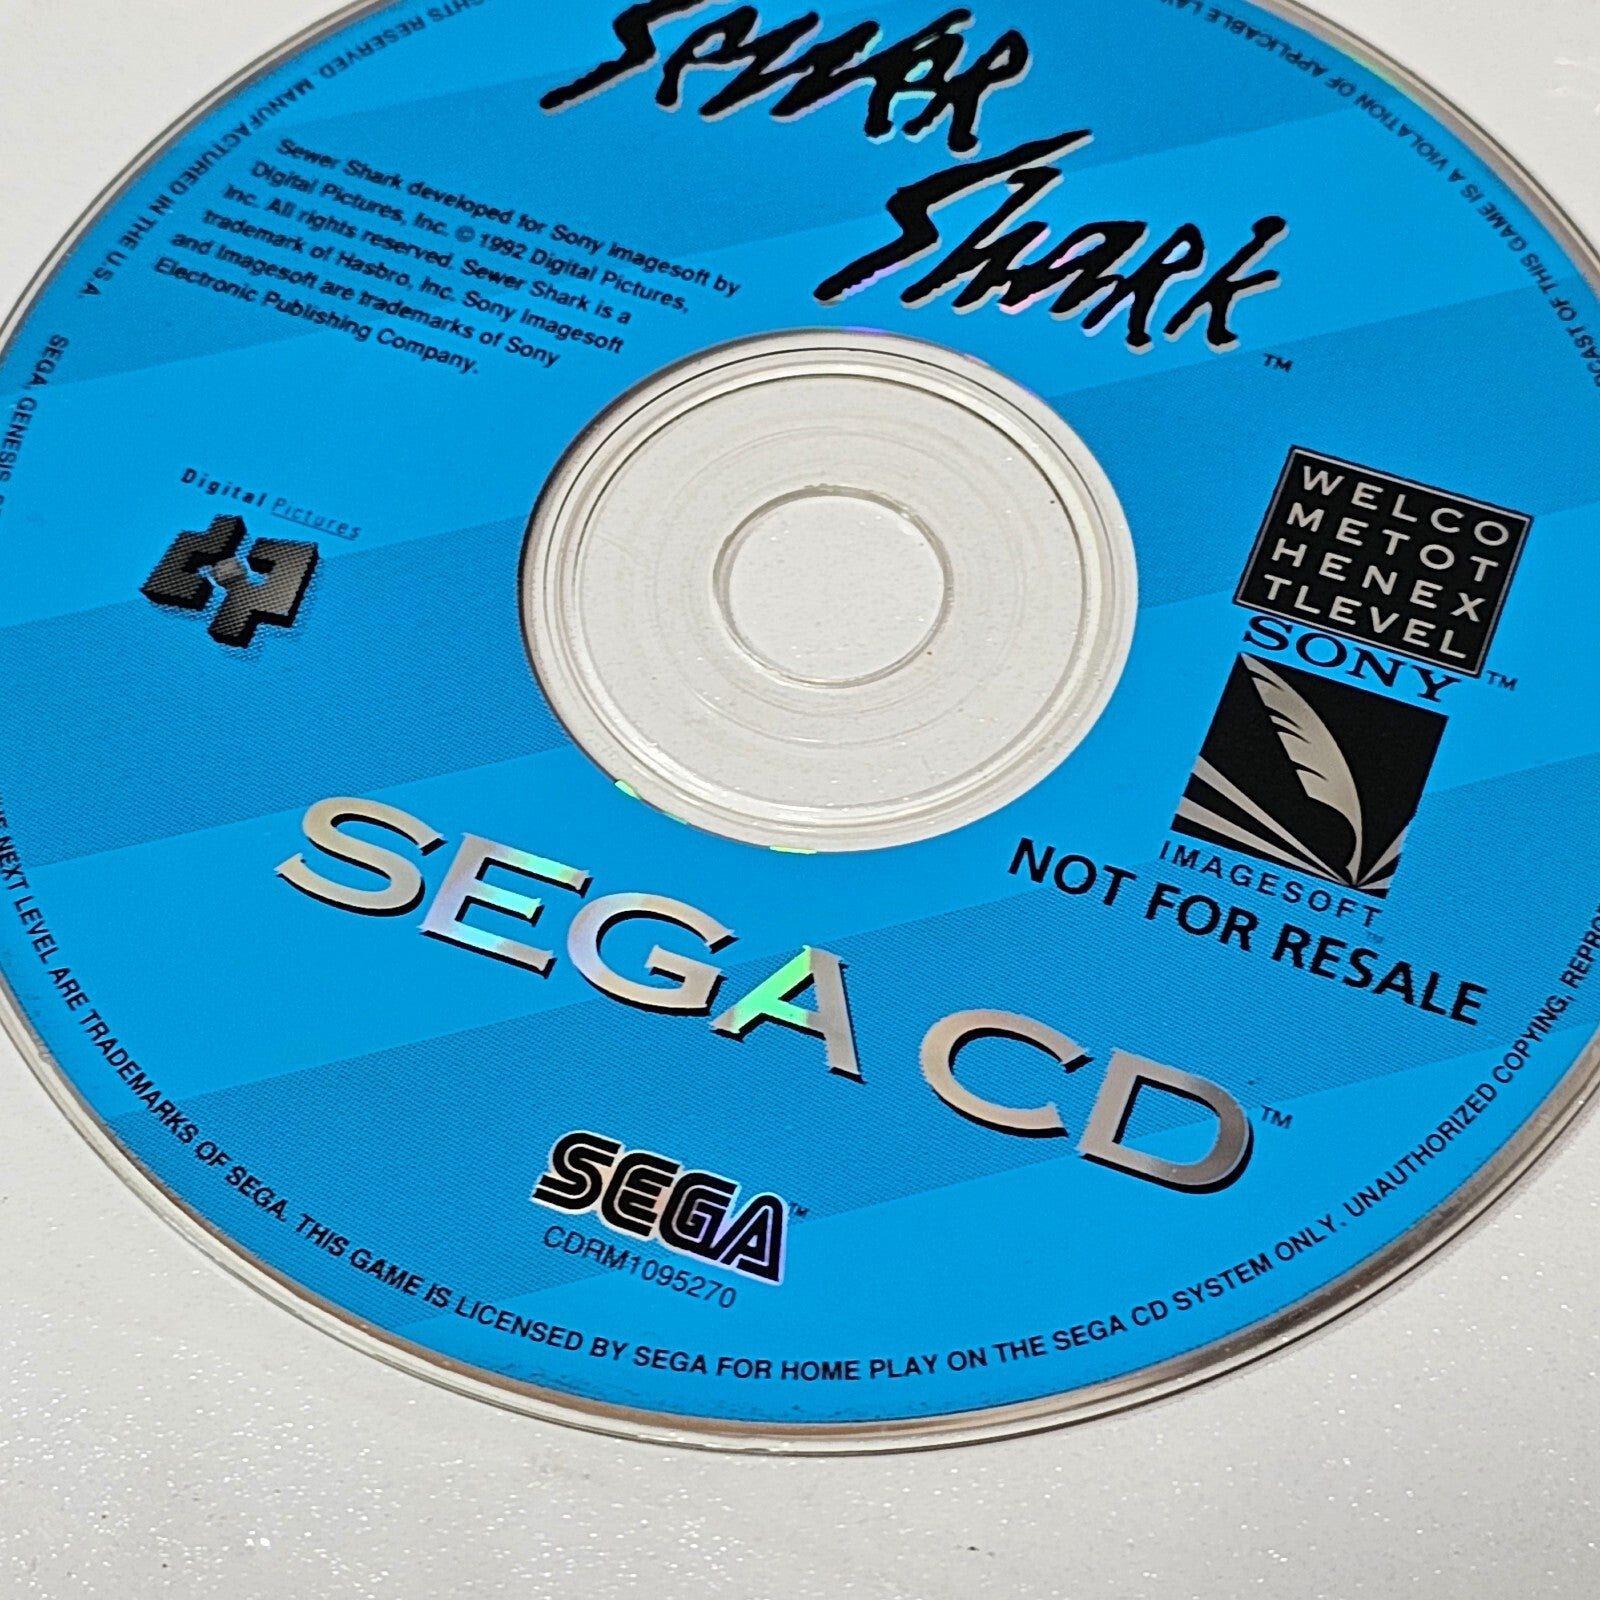 Sewer
Shark
™
Sewer Shark developed for Sony Imagesoft by
Digital Pictures, Inc. © 1992 Digital Pictures,
Inc. All rights reserved. Sewer Shark is a
trademark of Hasbro, Inc. Sony Imagesoft
and Imagesoft are trademarks of Sony
Electronic Publishing Company.
Digital Pictures
WELCO
METOT
HENEX
TLEVEL
SONY™
IMAGESOFT™
NOT FOR RESALE
SEGA CD™
SEGA™
CDRM1095270
SEGA, GENESIS,
NEXT LEVEL ARE TRADEMARKS OF SEGA. THIS GAME IS LICENSED BY SEGA FOR HOME PLAY ON THE SEGA CD SYSTEM ONLY. UNAUTHORIZED COPYING,
OF THIS GAME IS A VIOLATION OF APPLICABLE
RESERVED. MANUFACTURED IN THE U.S.A.